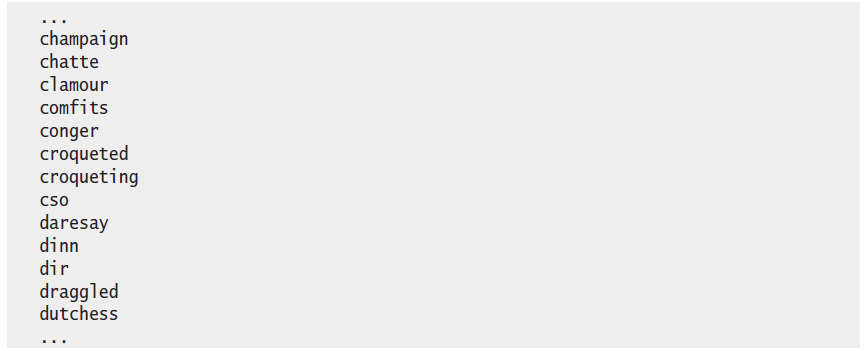 ...
champaign
chatte
clamour
comfits
conger
croqueted
croqueting
cso
daresay
dinn
dir
draggled
dutchess
...